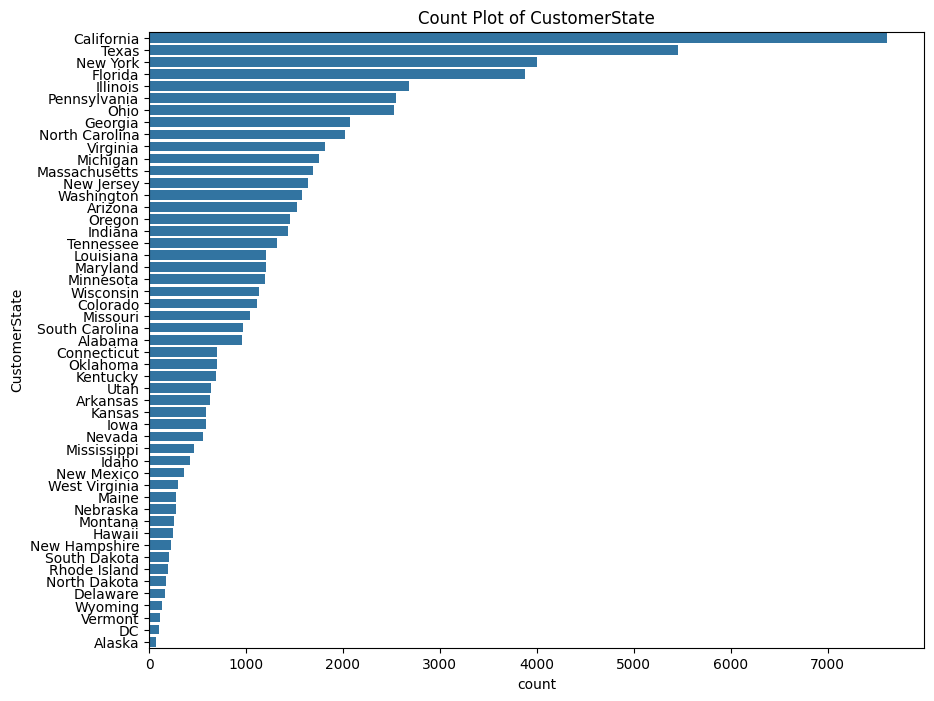 Count Plot of CustomerState
CustomerState
California
Texas
New York
Florida
Illinois
Pennsylvania
Ohio
Georgia
North Carolina
Virginia
Michigan
Massachusetts
New Jersey
Washington
Arizona
Oregon
Indiana
Tennessee
Louisiana
Maryland
Minnesota
Wisconsin
Colorado
Missouri
South Carolina
Alabama
Connecticut
Oklahoma
Kentucky
Utah
Arkansas
Kansas
Iowa
Nevada
Mississippi
Idaho
New Mexico
West Virginia
Maine
Nebraska
Montana
Hawaii
New Hampshire
South Dakota
Rhode Island
North Dakota
Delaware
Wyoming
Vermont
DC
Alaska
0 1000 2000 3000 4000 5000 6000 7000
count